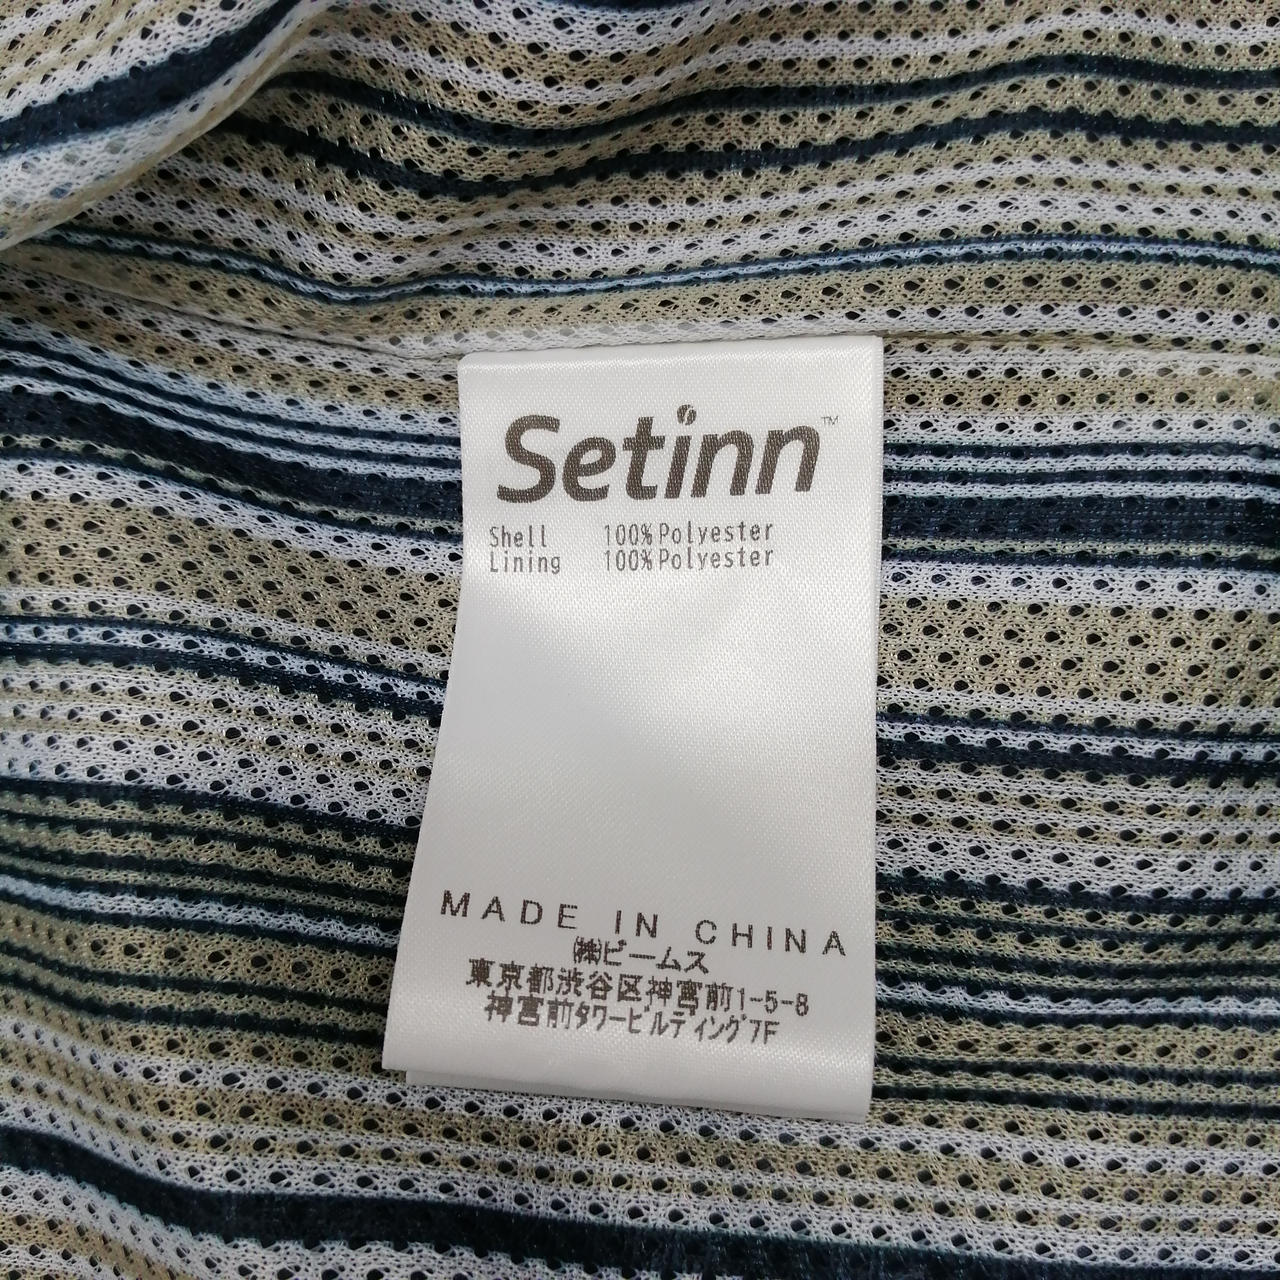 Setinn™
Shell 100%Polyester
Lining 100%Polyester
MADE IN CHINA
㈱ビームス
東京都渋谷区神宮前1-5-8
神宮前ﾀﾜｰﾋﾞﾙﾃﾞｨﾝｸﾞ7F